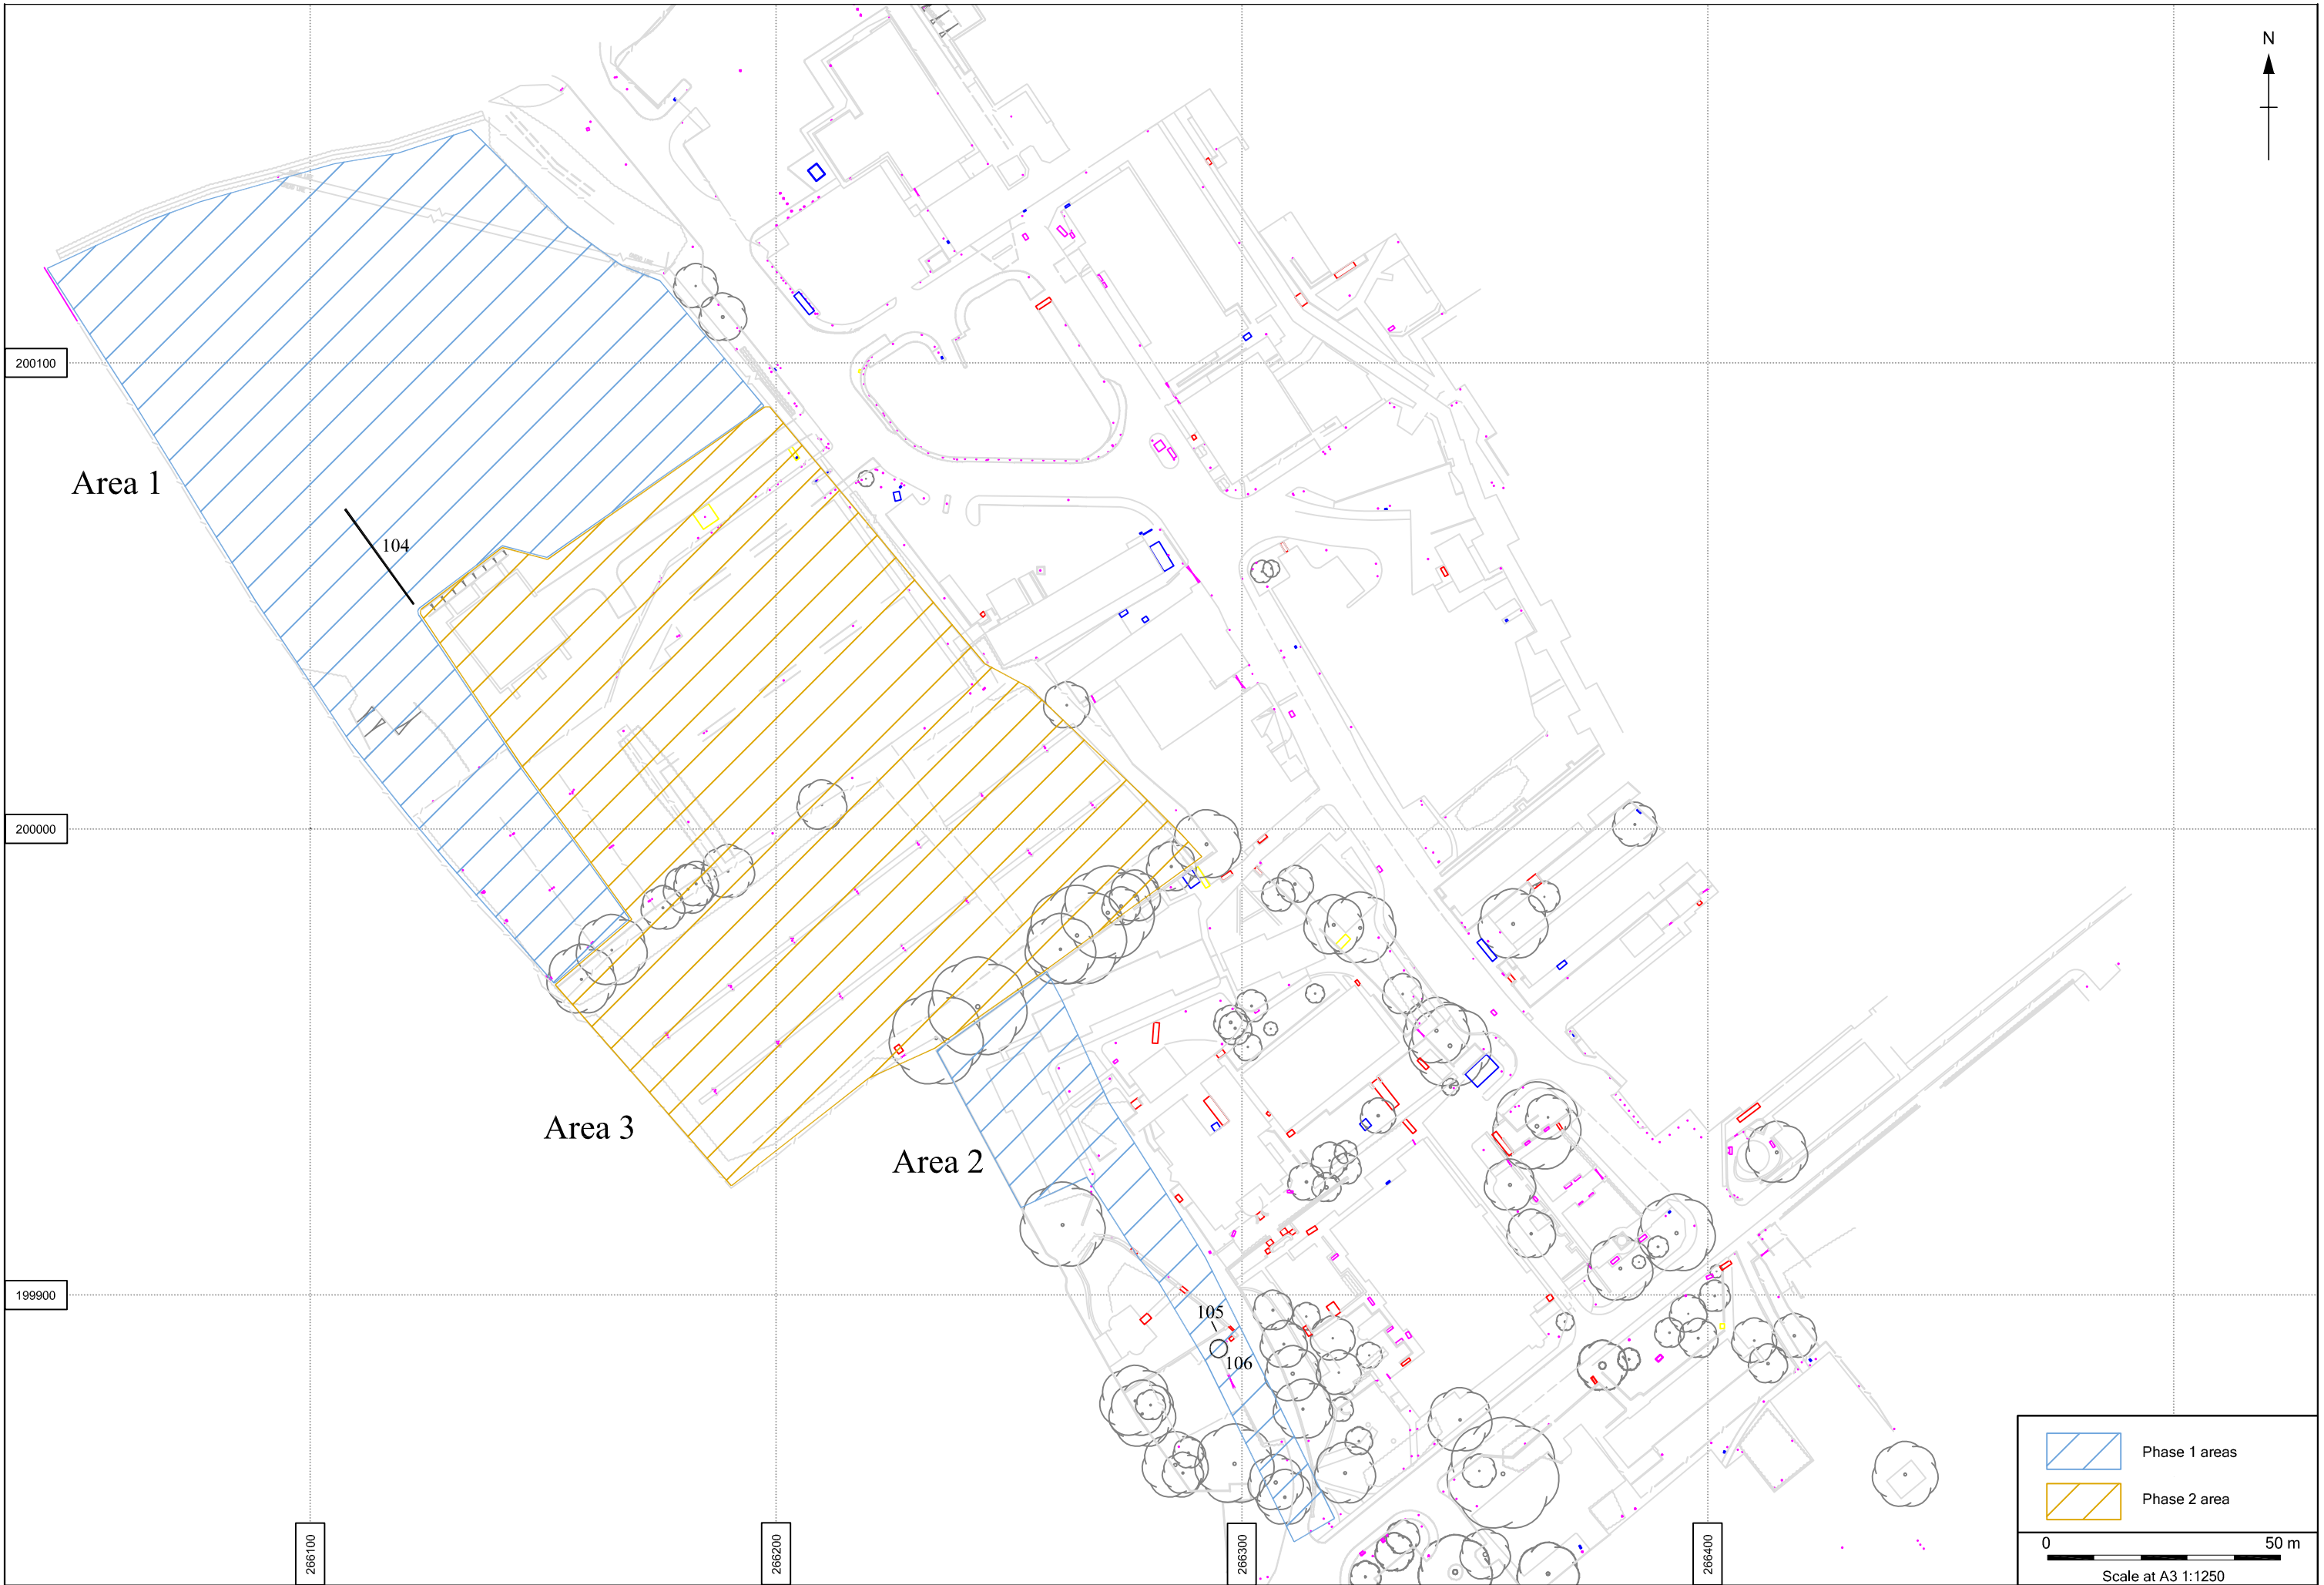 N
200100
Area 1
104
200000
Area 3
Area 2
199900
105
106
266100
266200
266300
266400
Phase 1 areas
Phase 2 area
0
50 m
Scale at A3 1:1250